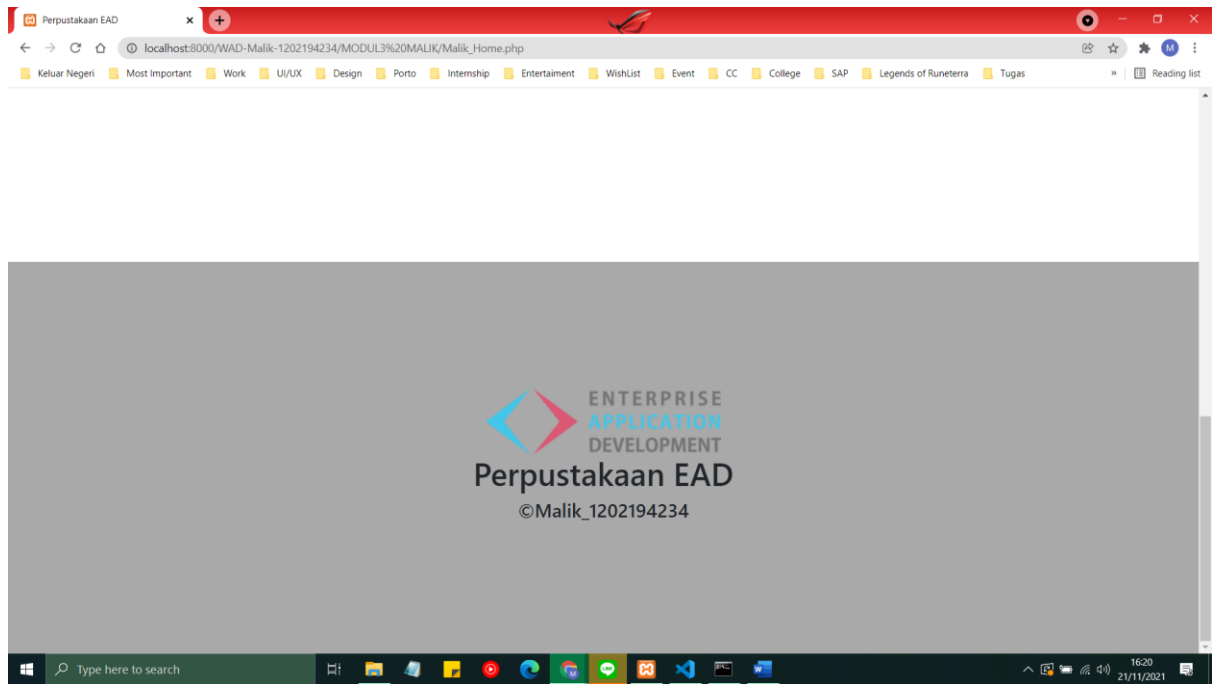 Perpustakaan EAD
localhost:8000/WAD-Malik-1202194234/MODUL3%20MALIK/Malik_Home.php
M
Keluar Negeri Most Important Work UI/UX Design Porto Internship Entertaiment WishList Event CC College SAP Legends of Runeterra Tugas » Reading list
ENTERPRISE
APPLICATION
DEVELOPMENT
Perpustakaan EAD
©Malik_1202194234
Type here to search
16:20
21/11/2021